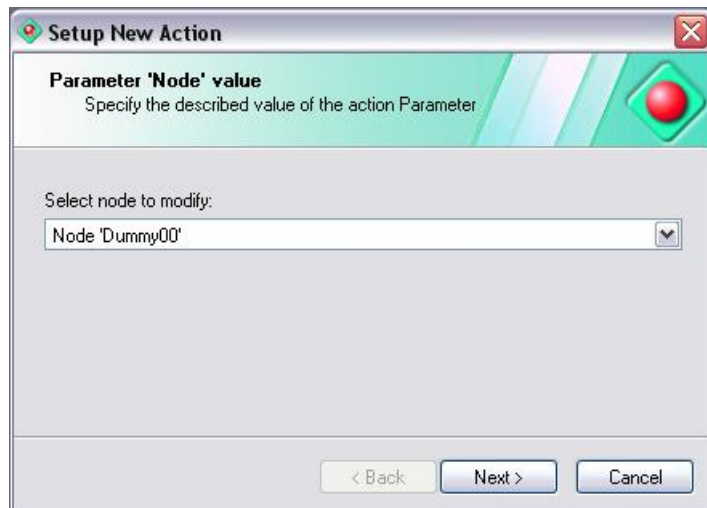 Setup New Action
Parameter 'Node' value
Specify the described value of the action Parameter
Select node to modify:
Node 'Dummy00'
< Back
Next >
Cancel